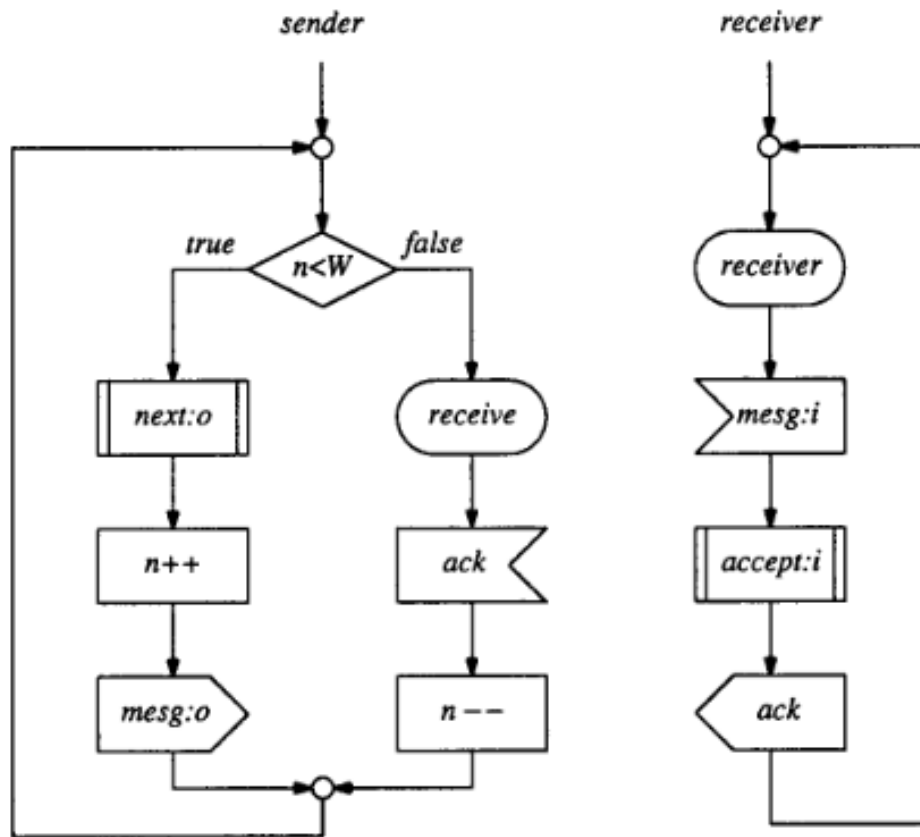 sender
receiver
true
false
n<W
receiver
next:o
receive
mesg:i
n++
ack
accept:i
mesg:o
n--
ack